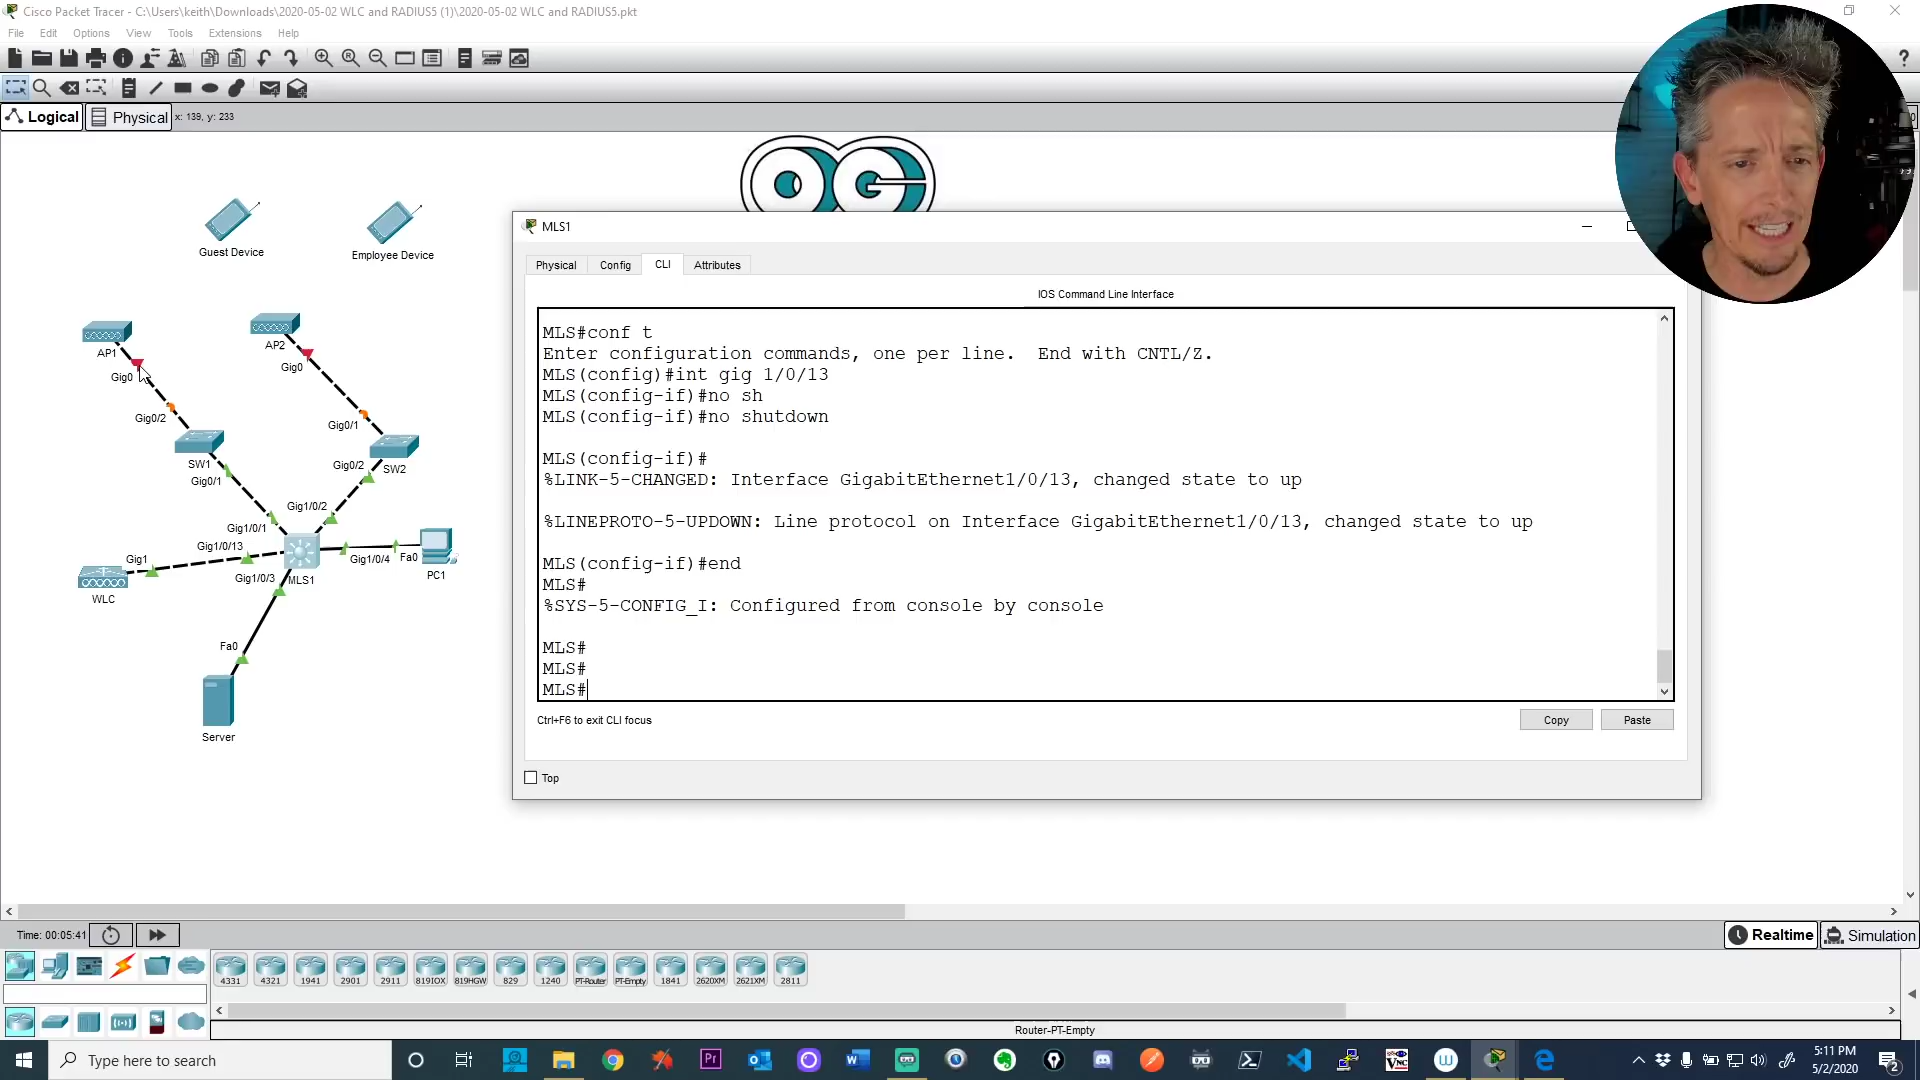 Cisco Packet Tracer - C:\Users\keith\Downloads\2020-05-02 WLC and RADIUS5 (1)\2020-05-02 WLC and RADIUS5.pkt
File Edit Options View Tools Extensions Help
Logical Physical x: 139, y: 233
OG
Guest Device
Employee Device
AP1
Gig0
AP2
Gig0
Gig0/2
Gig0/1
SW1
Gig0/1
Gig0/2
SW2
Gig1/0/2
Gig1/0/1
Gig1/0/13
Gig1
Gig1/0/4
Fa0
PC1
Gig1/0/3
MLS1
WLC
Fa0
Server
MLS1
Physical Config CLI Attributes
IOS Command Line Interface
MLS#conf t
Enter configuration commands, one per line. End with CNTL/Z.
MLS(config)#int gig 1/0/13
MLS(config-if)#no sh
MLS(config-if)#no shutdown
MLS(config-if)#
%LINK-5-CHANGED: Interface GigabitEthernet1/0/13, changed state to up
%LINEPROTO-5-UPDOWN: Line protocol on Interface GigabitEthernet1/0/13, changed state to up
MLS(config-if)#end
MLS#
%SYS-5-CONFIG_I: Configured from console by console
MLS#
MLS#
MLS#
Ctrl+F6 to exit CLI focus
Copy Paste
Top
Time: 00:05:41
Realtime Simulation
4331 4321 1941 2901 2911 819IOX 819HGW 829 1240 PT-Router PT-Empty 1841 2620XM 2621XM 2811
Router-PT-Empty
Type here to search
5:11 PM
5/2/2020
2